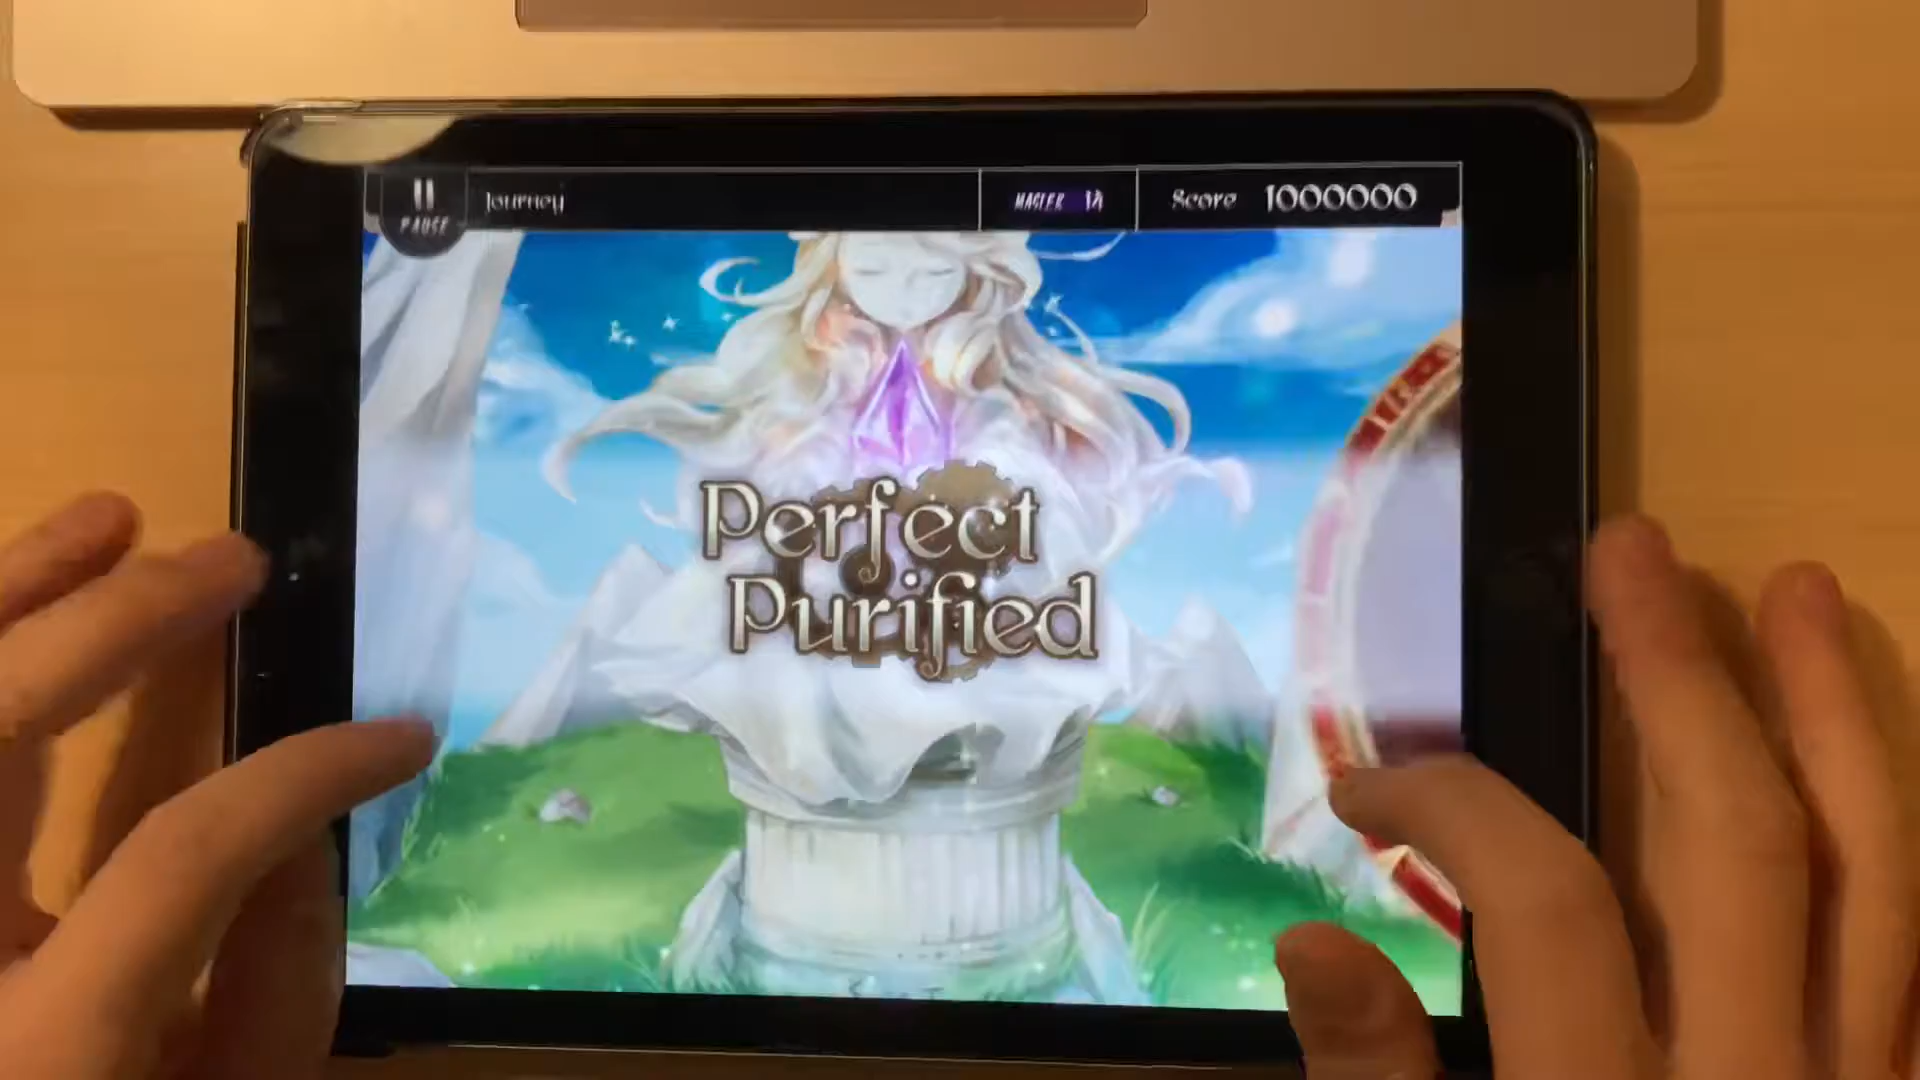 PAUSE
Journey
MASTER
Score 1000000
Perfect
Purified